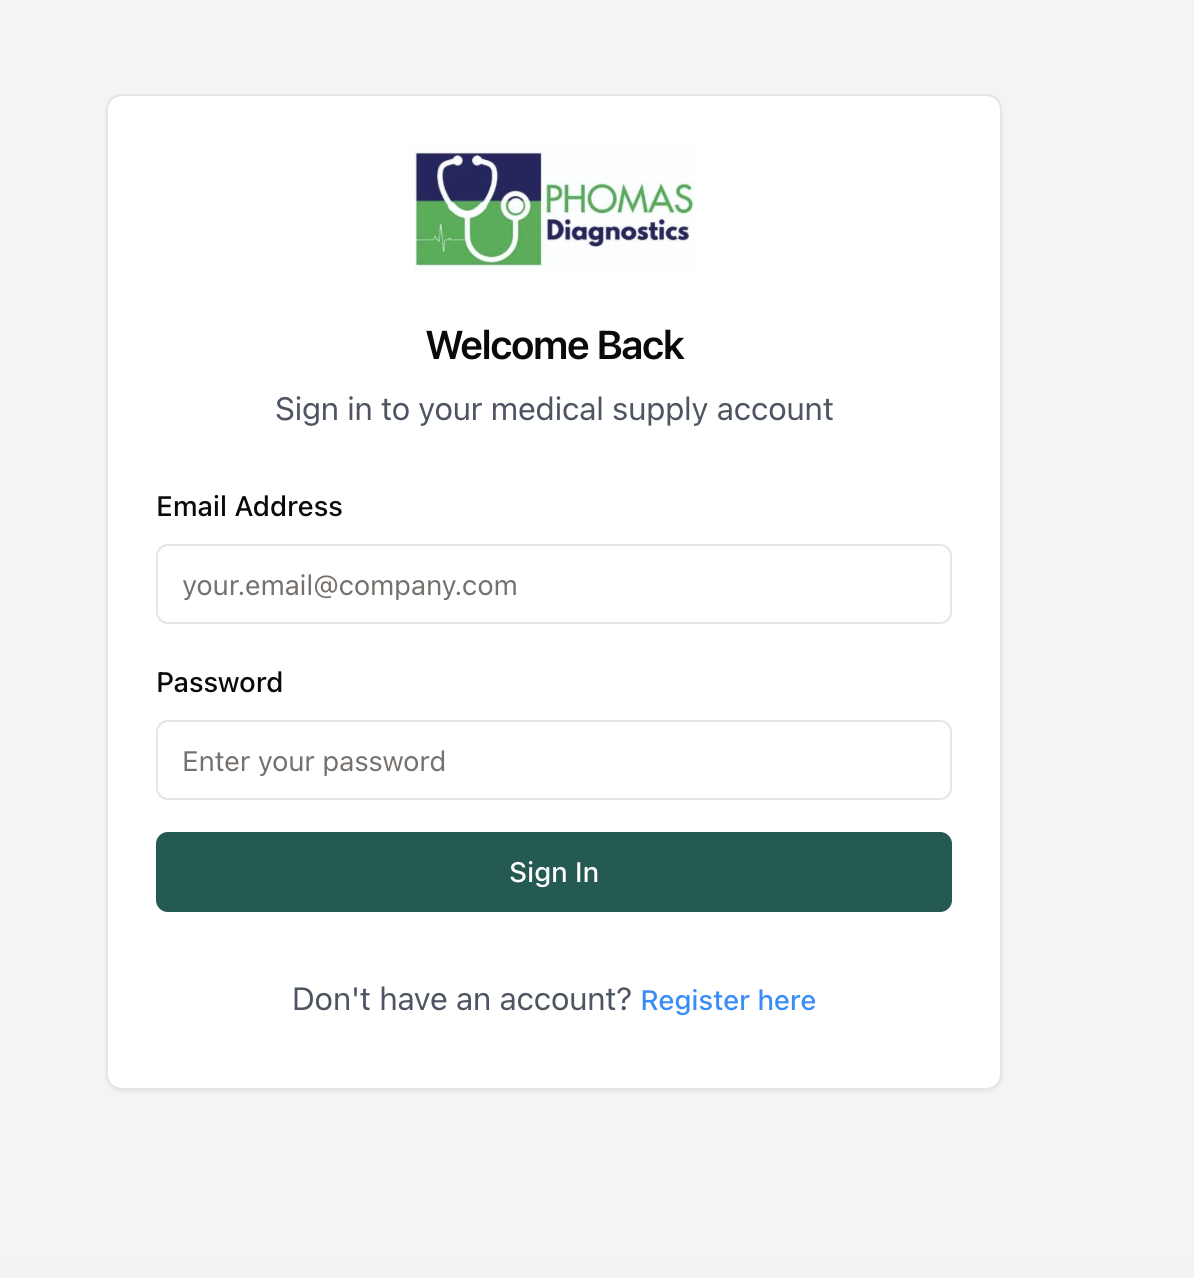 PHOMAS
Diagnostics
Welcome Back
Sign in to your medical supply account
Email Address
your.email@company.com
Password
Enter your password
Sign In
Don't have an account? Register here